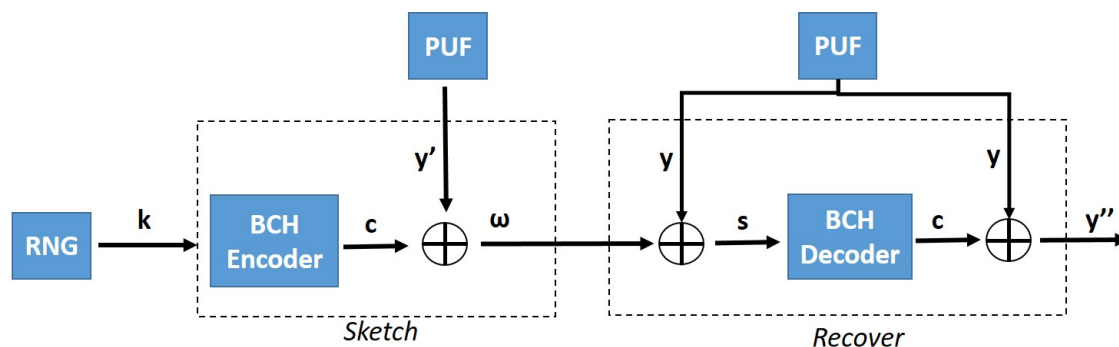 PUF
PUF
y’
y
y
RNG
k
BCH
Encoder
c
ω
s
BCH
Decoder
c
y’’
Sketch
Recover